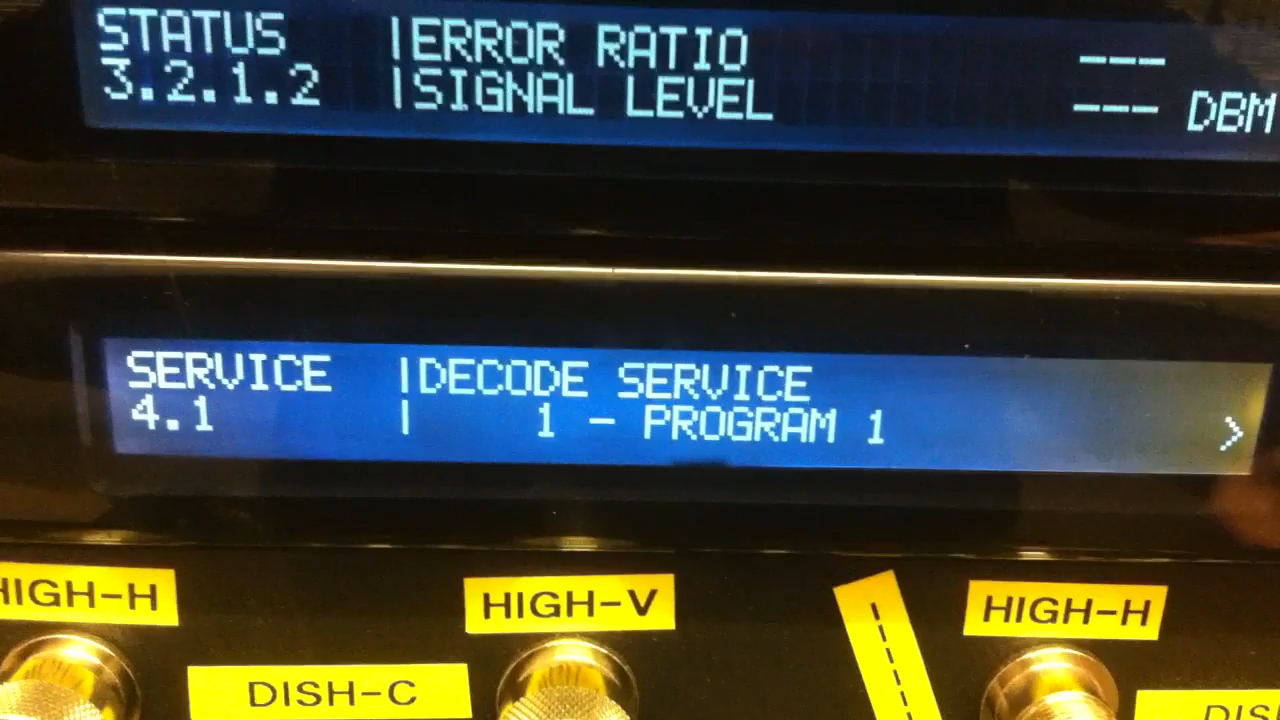 STATUS |ERROR RATIO ---
3.2.1.2 |SIGNAL LEVEL --- DBM
SERVICE |DECODE SERVICE
4.1 | 1 - PROGRAM 1 >
HIGH-H HIGH-V HIGH-H
DISH-C